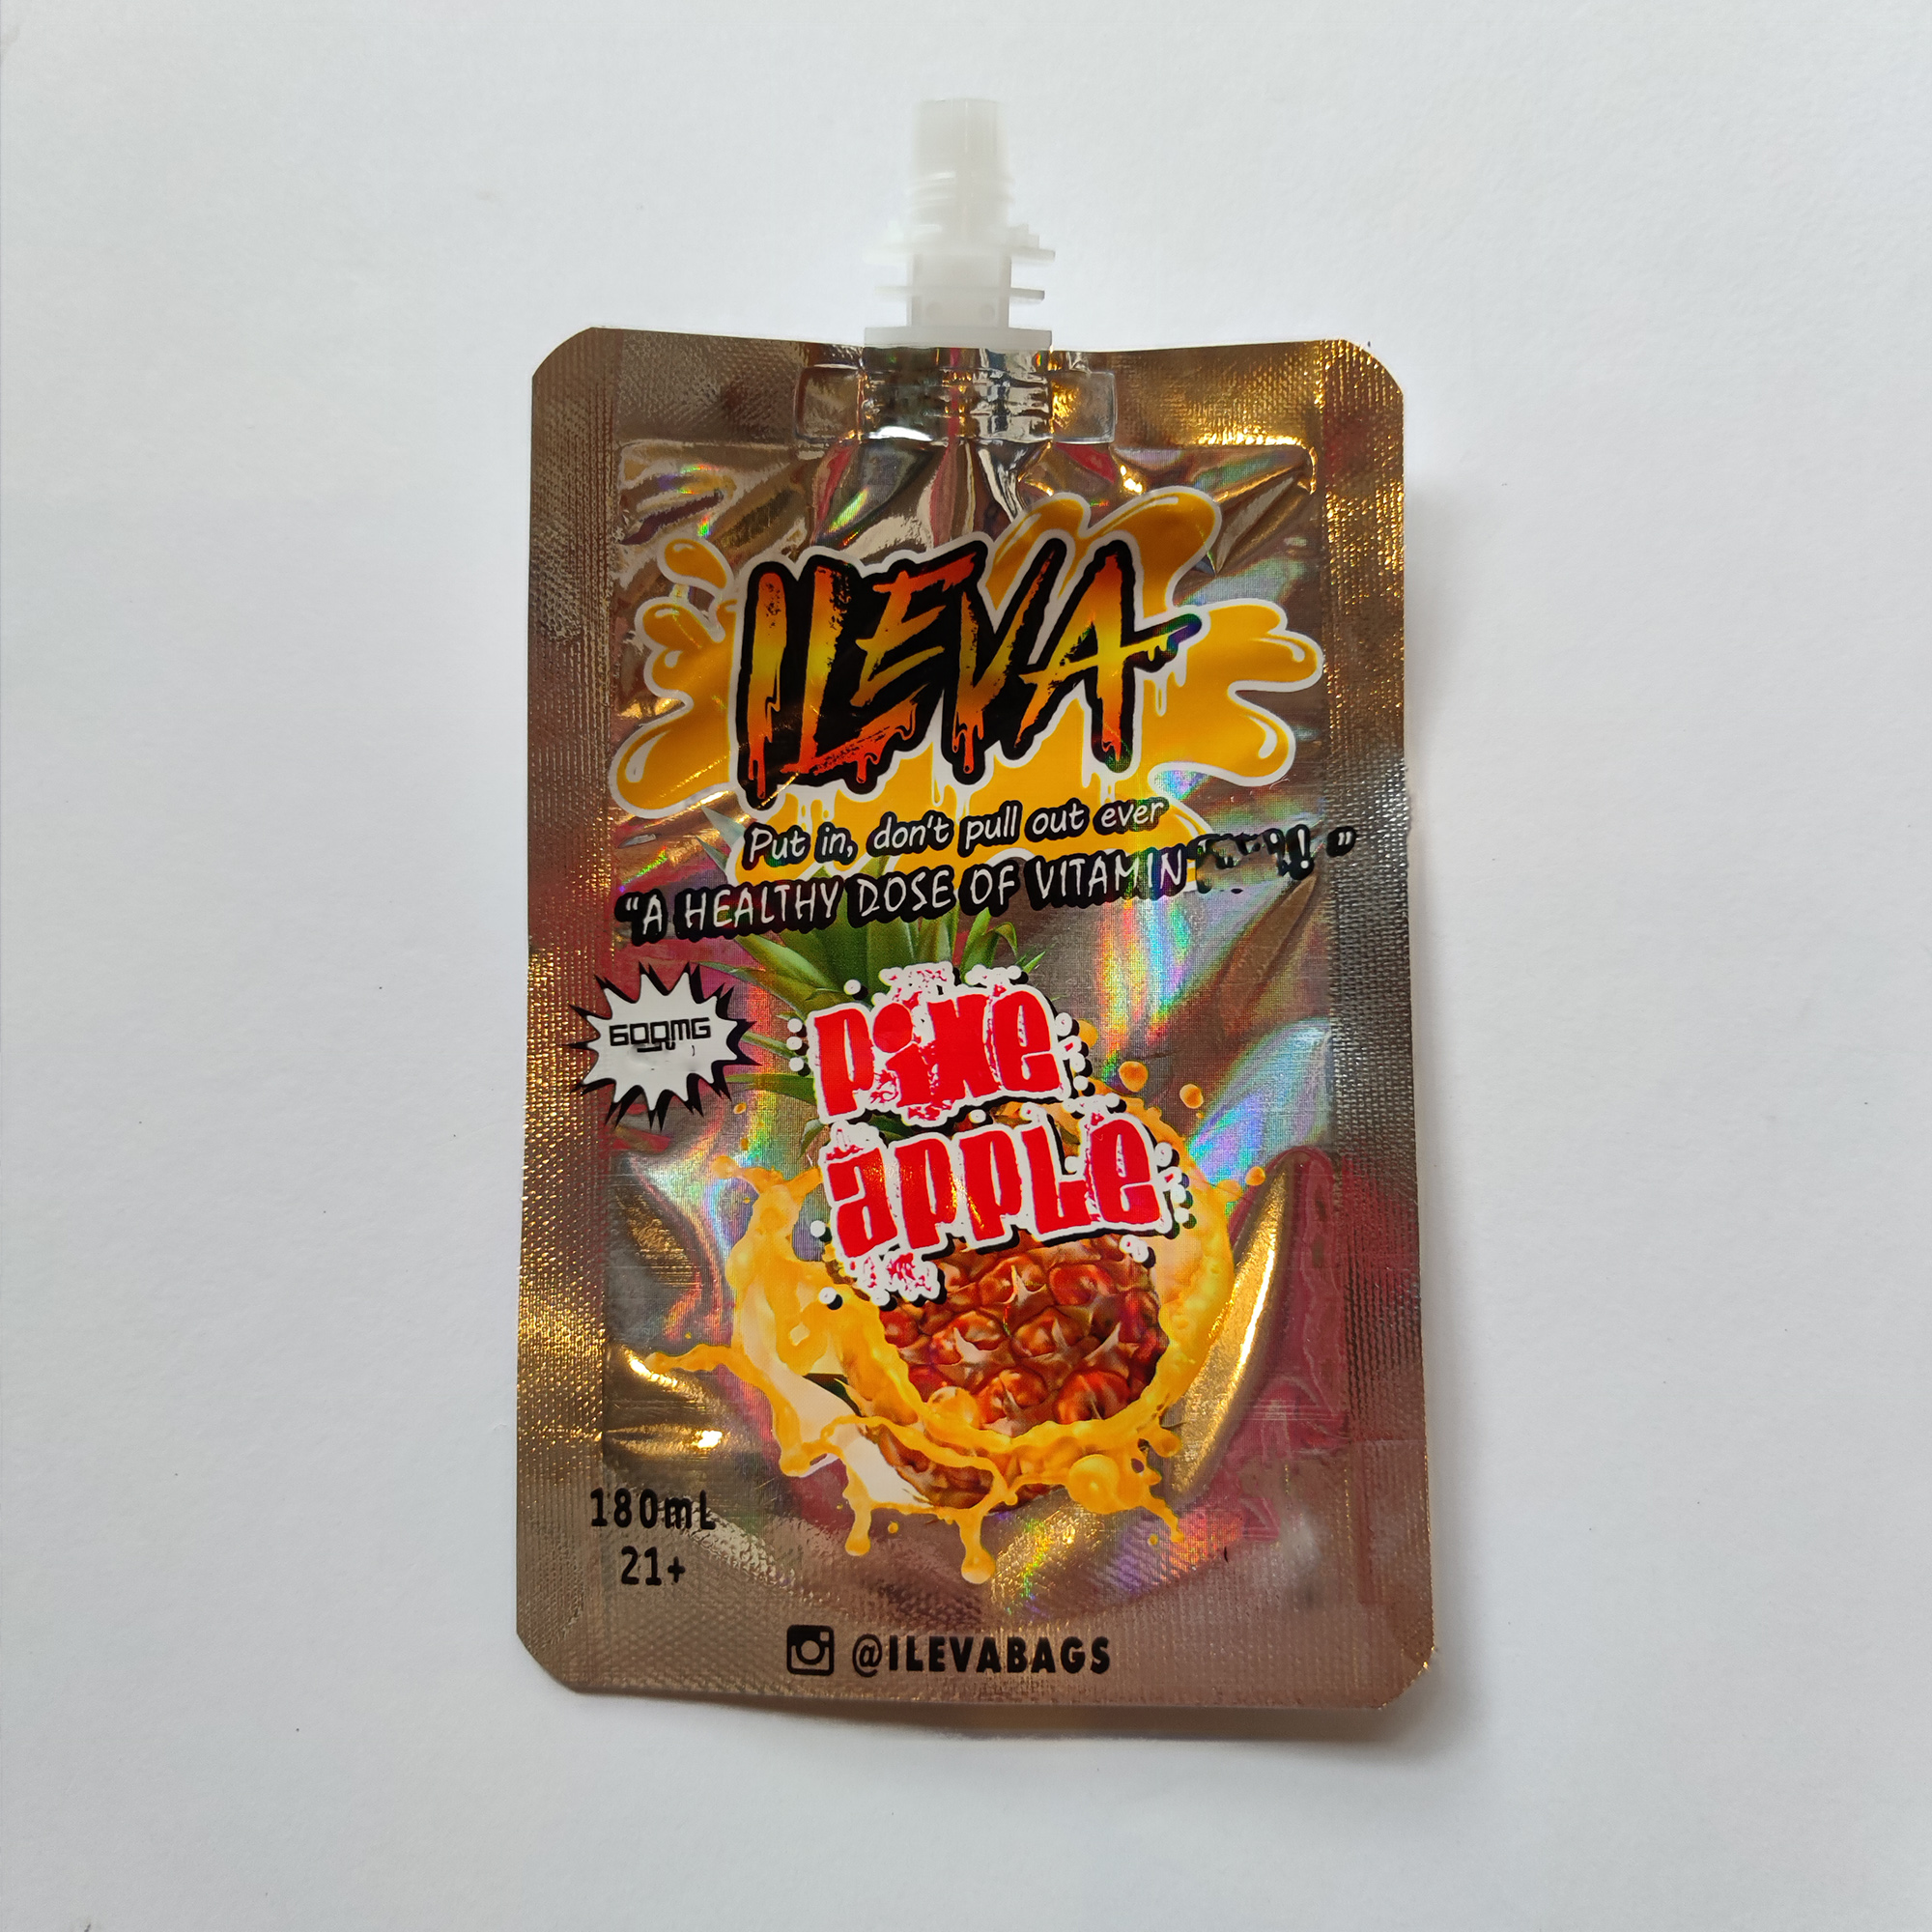 ILEVA
Put in, don't pull out ever
"A HEALTHY DOSE OF VITAMIN
600MG
PiNe
aPPLe
180mL
21+
@ILEVABAGS